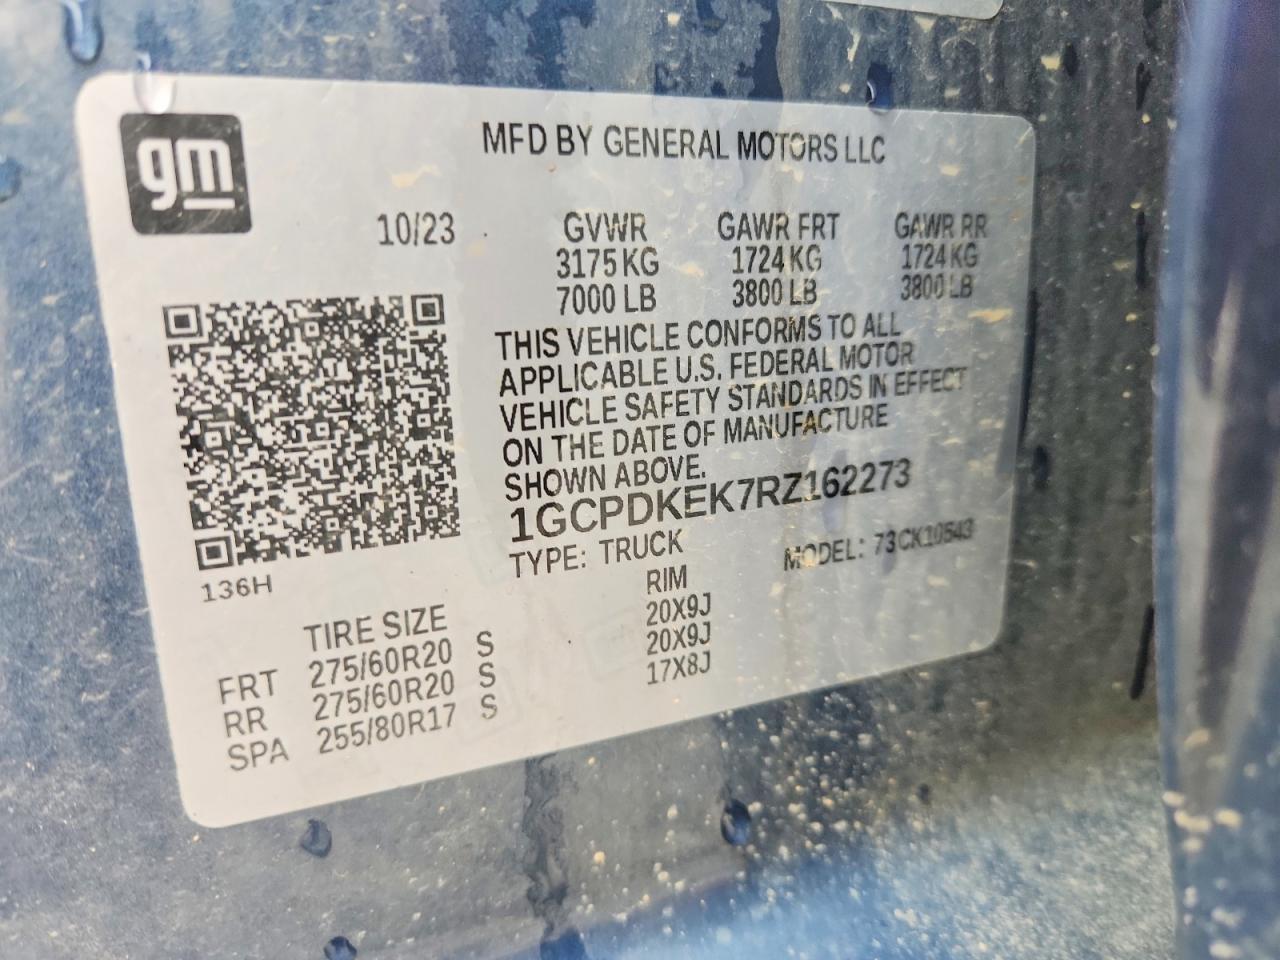 gm
MFD BY GENERAL MOTORS LLC
10/23 GVWR GAWR FRT GAWR RR
3175 KG 1724 KG 1724 KG
7000 LB 3800 LB 3800 LB
THIS VEHICLE CONFORMS TO ALL
APPLICABLE U.S. FEDERAL MOTOR
VEHICLE SAFETY STANDARDS IN EFFECT
ON THE DATE OF MANUFACTURE
SHOWN ABOVE.
1GCPDKEK7RZ162273
TYPE: TRUCK MODEL: 73CK10543
136H
TIRE SIZE RIM
FRT 275/60R20 S 20X9J
RR 275/60R20 S 20X9J
SPA 255/80R17 S 17X8J